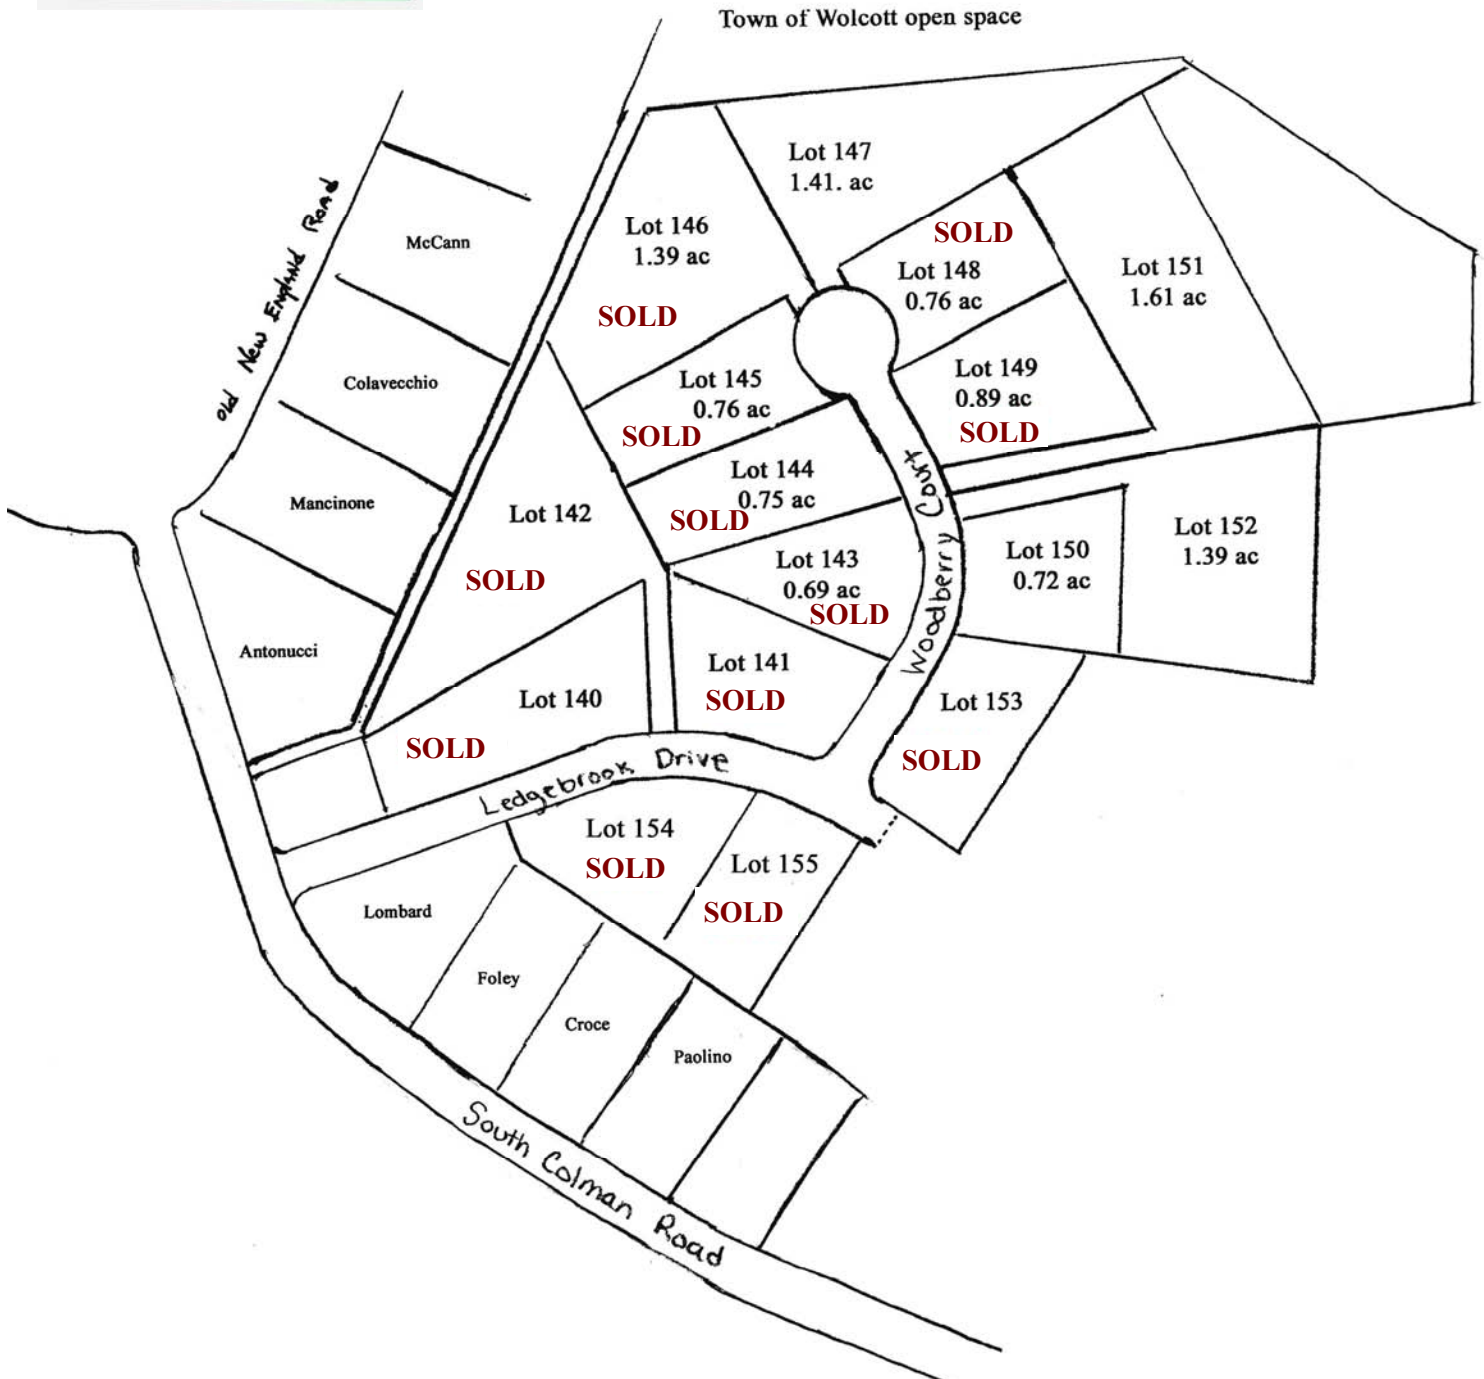 Town of Wolcott open space
Lot 147
1.41. ac
Lot 146
1.39 ac
SOLD
SOLD
Lot 148
0.76 ac
Lot 151
1.61 ac
McCann
Old New England Road
Colavecchio
Mancinone
Antonucci
Lot 145
0.76 ac
SOLD
Lot 149
0.89 ac
SOLD
Lot 144
0.75 ac
SOLD
Lot 142
SOLD
Lot 143
0.69 ac
SOLD
Woodberry Court
Lot 150
0.72 ac
Lot 152
1.39 ac
Lot 141
SOLD
Lot 140
SOLD
Lot 153
SOLD
Ledgebrook Drive
Lot 154
SOLD
Lot 155
SOLD
Lombard
Foley
Croce
Paolino
South Colman Road